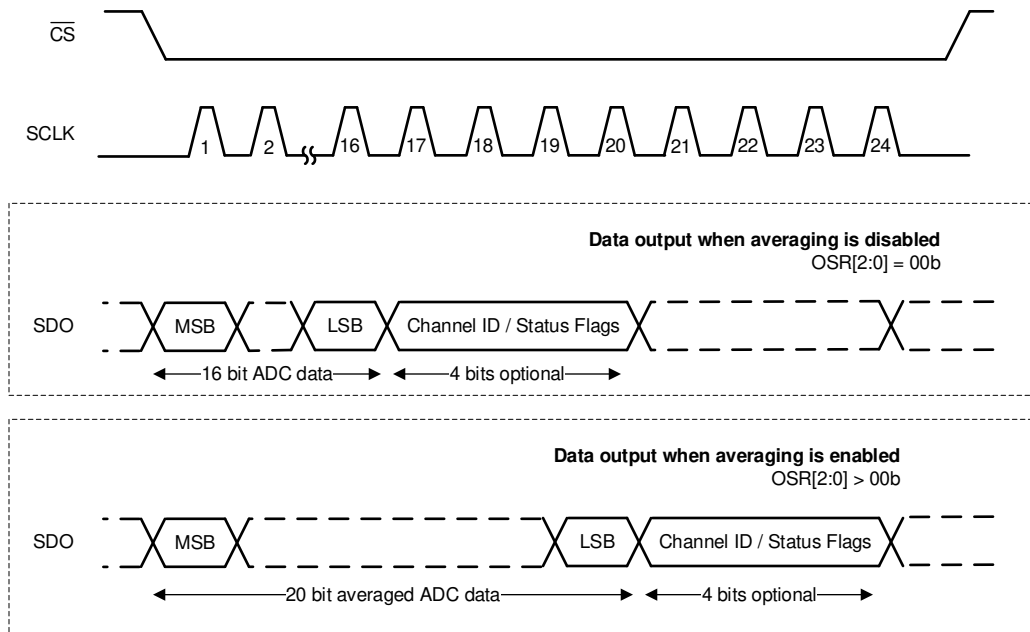 CS
SCLK
1 2 16 17 18 19 20 21 22 23 24
Data output when averaging is disabled
OSR[2:0] = 00b
SDO
MSB LSB Channel ID / Status Flags
16 bit ADC data 4 bits optional
Data output when averaging is enabled
OSR[2:0] > 00b
SDO
MSB LSB Channel ID / Status Flags
20 bit averaged ADC data 4 bits optional